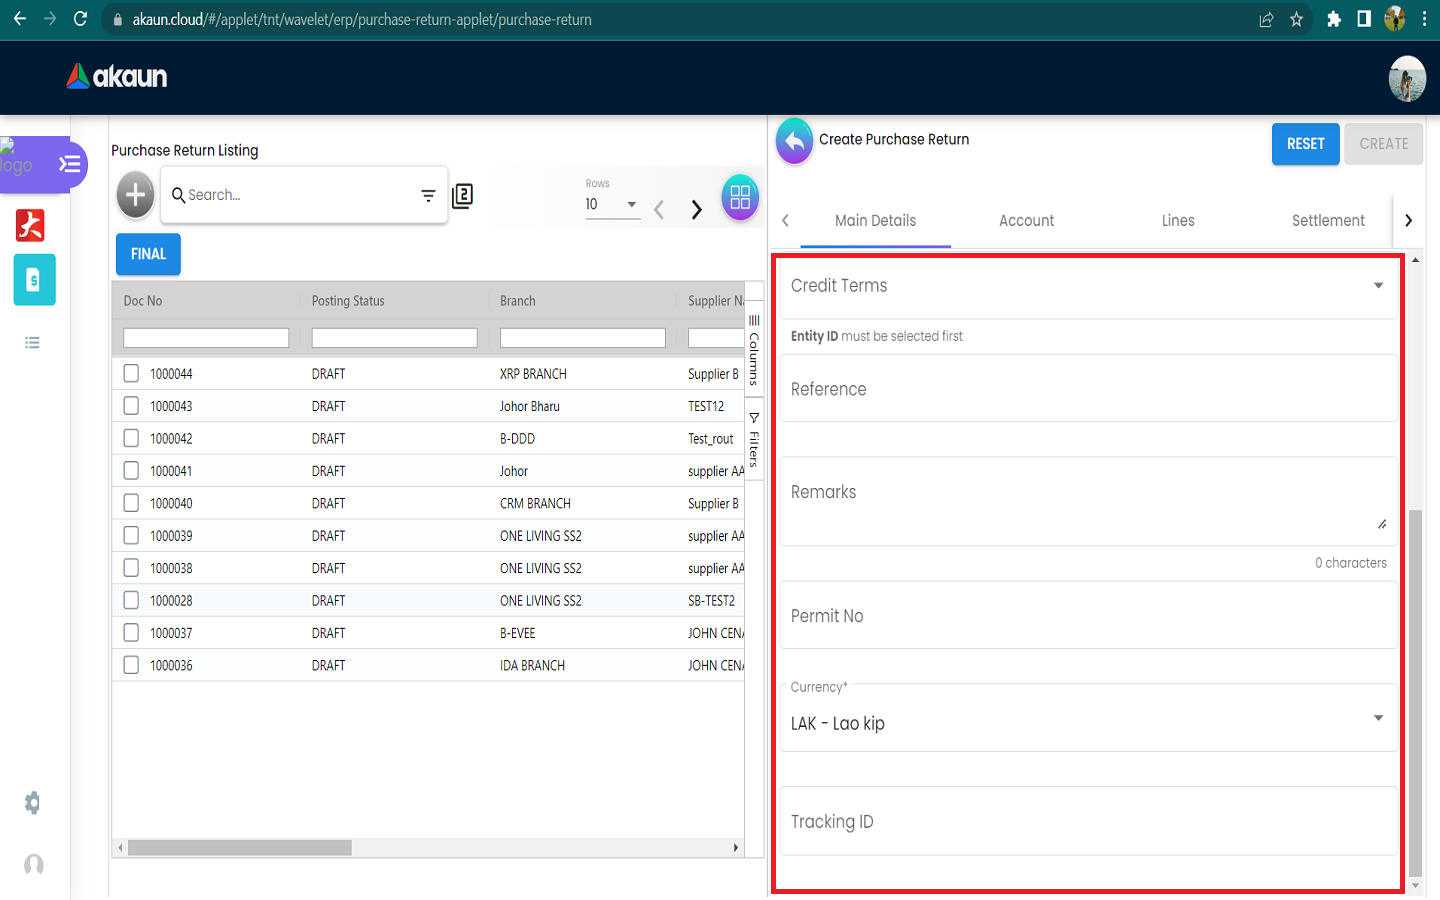 akaun.cloud/#/applet/tnt/wavelet/erp/purchase-return-applet/purchase-return
akaun
logo
Purchase Return Listing
Search...
2
Rows
10
FINAL
Doc No Posting Status Branch Supplier Na
1000044 DRAFT XRP BRANCH Supplier B
1000043 DRAFT Johor Bharu TEST12
1000042 DRAFT B-DDD Test_rout
1000041 DRAFT Johor supplier AA
1000040 DRAFT CRM BRANCH Supplier B
1000039 DRAFT ONE LIVING SS2 supplier AA
1000038 DRAFT ONE LIVING SS2 supplier AA
1000028 DRAFT ONE LIVING SS2 SB-TEST2
1000037 DRAFT B-EVEE JOHN CENA
1000036 DRAFT IDA BRANCH JOHN CENA
Columns
Filters
Create Purchase Return
RESET
CREATE
Main Details Account Lines Settlement
Credit Terms
Entity ID must be selected first
Reference
Remarks
0 characters
Permit No
Currency*
LAK - Lao kip
Tracking ID